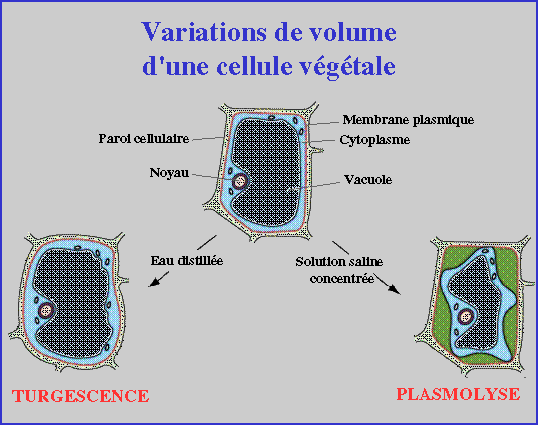 Variations de volume
d'une cellule végétale
Membrane plasmique
Paroi cellulaire
Cytoplasme
Noyau
Vacuole
Eau distillée
Solution saline
concentrée
TURGESCENCE
PLASMOLYSE